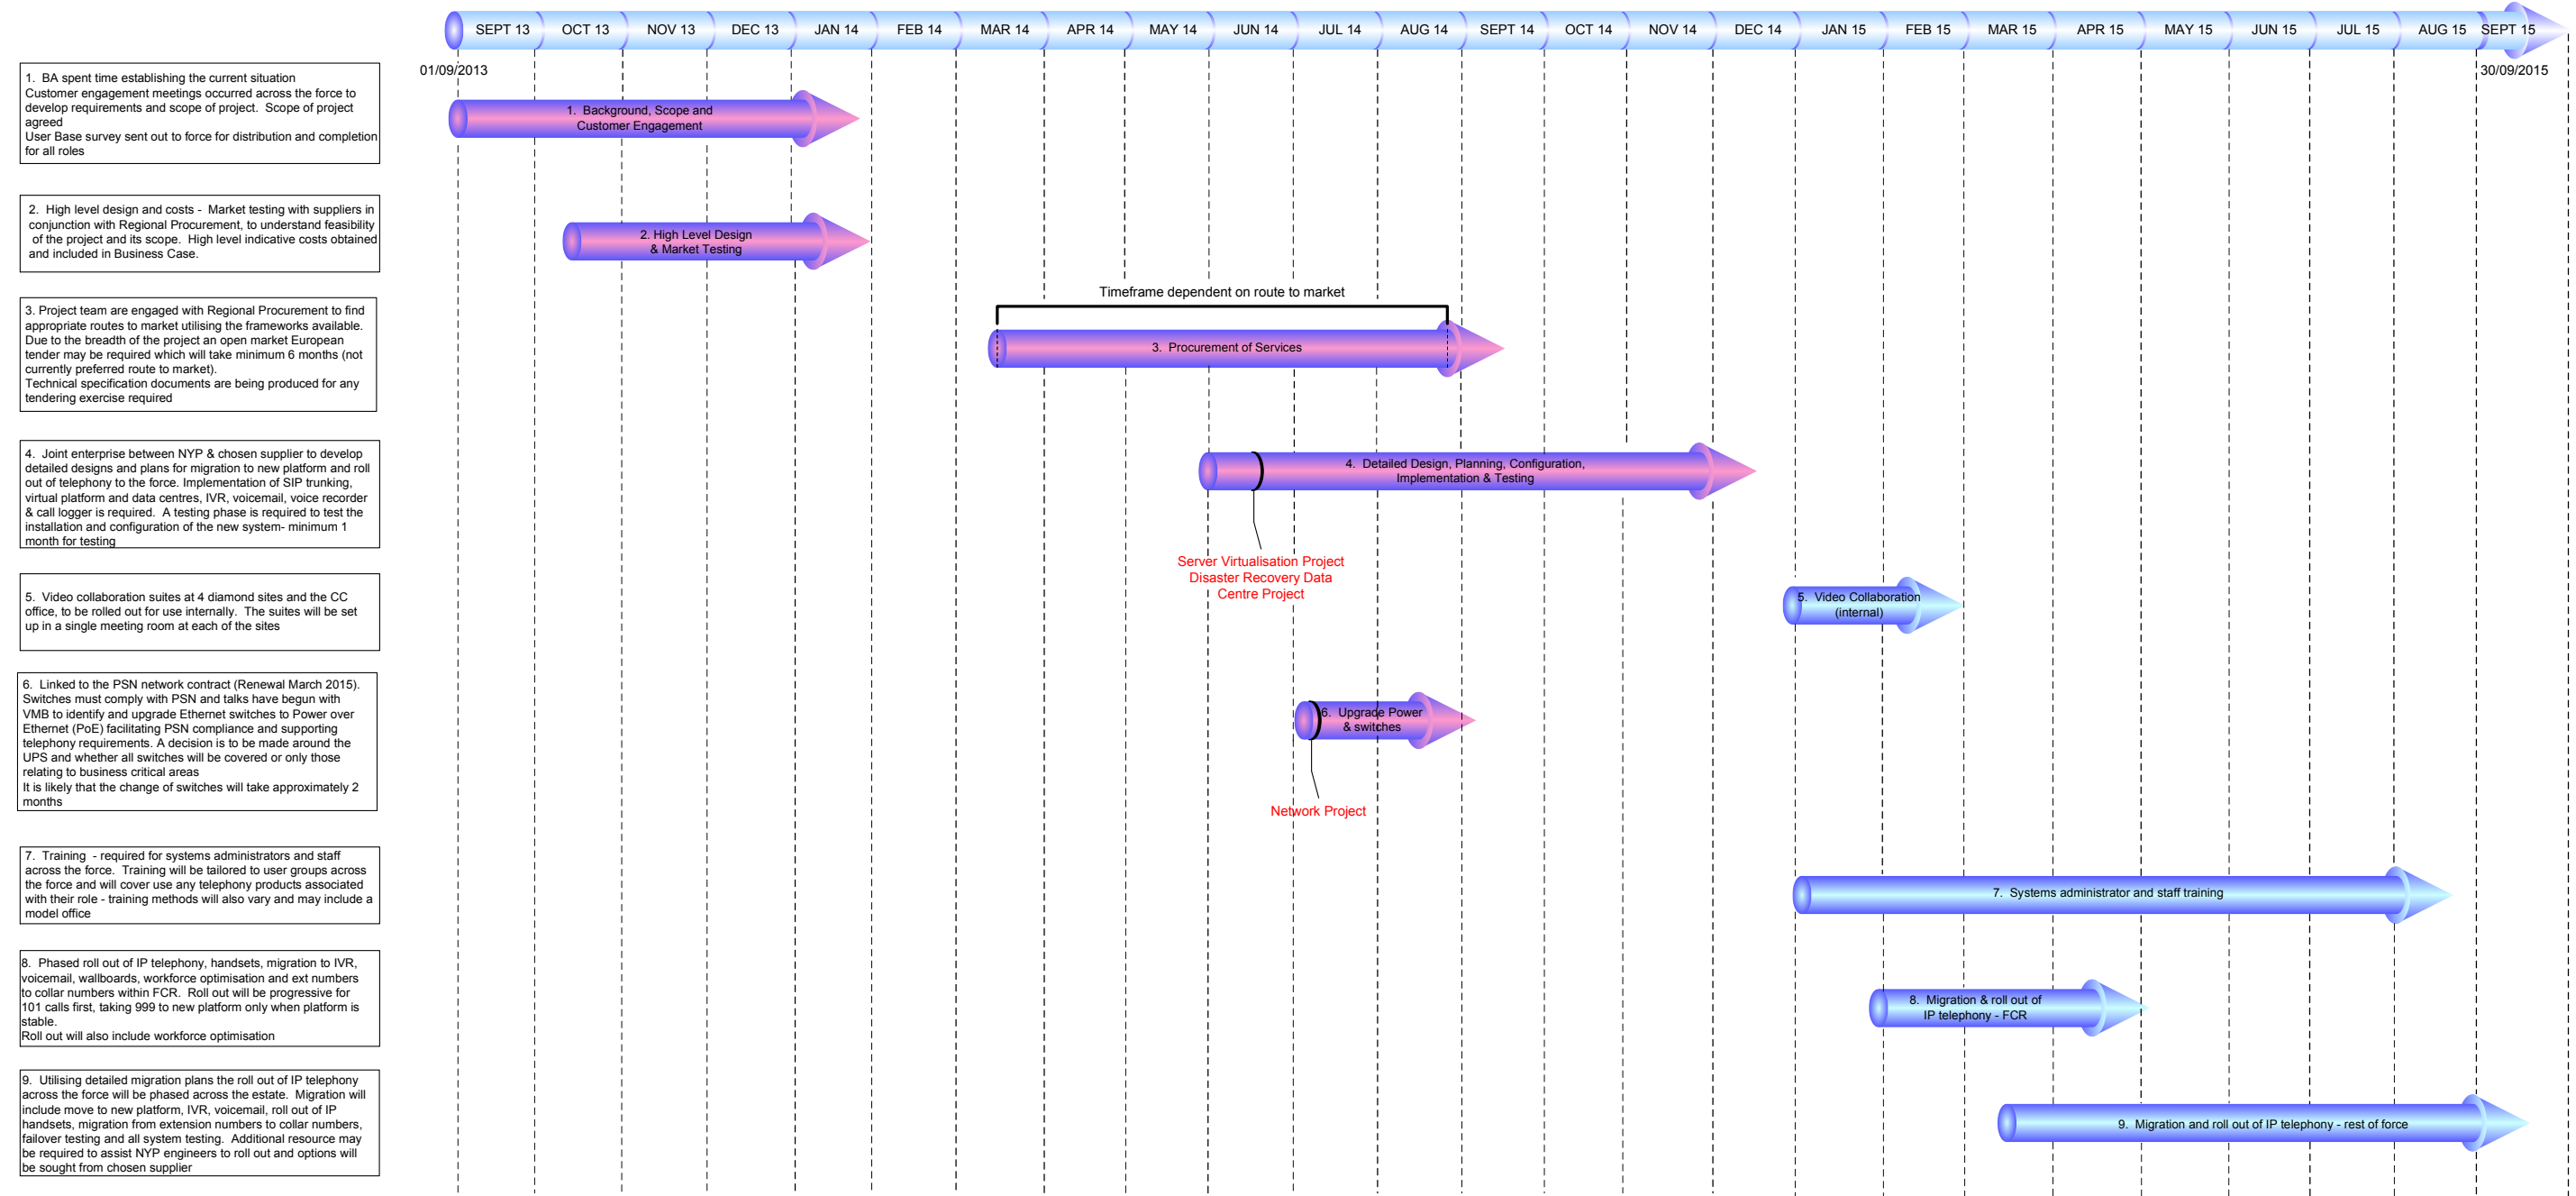 SEPT 13 OCT 13 NOV 13 DEC 13 JAN 14 FEB 14 MAR 14 APR 14 MAY 14 JUN 14 JUL 14 AUG 14 SEPT 14 OCT 14 NOV 14 DEC 14 JAN 15 FEB 15 MAR 15 APR 15 MAY 15 JUN 15 JUL 15 AUG 15 SEPT 15
01/09/2013
30/09/2015
1. BA spent time establishing the current situation
Customer engagement meetings occurred across the force to
develop requirements and scope of project. Scope of project
agreed
User Base survey sent out to force for distribution and completion
for all roles
1. Background, Scope and
Customer Engagement
2. High level design and costs - Market testing with suppliers in
conjunction with Regional Procurement, to understand feasibility
of the project and its scope. High level indicative costs obtained
and included in Business Case.
2. High Level Design
& Market Testing
3. Project team are engaged with Regional Procurement to find
appropriate routes to market utilising the frameworks available.
Due to the breadth of the project an open market European
tender may be required which will take minimum 6 months (not
currently preferred route to market).
Technical specification documents are being produced for any
tendering exercise required
Timeframe dependent on route to market
3. Procurement of Services
4. Joint enterprise between NYP & chosen supplier to develop
detailed designs and plans for migration to new platform and roll
out of telephony to the force. Implementation of SIP trunking,
virtual platform and data centres, IVR, voicemail, voice recorder
& call logger is required. A testing phase is required to test the
installation and configuration of the new system- minimum 1
month for testing
4. Detailed Design, Planning, Configuration,
Implementation & Testing
Server Virtualisation Project
Disaster Recovery Data
Centre Project
5. Video collaboration suites at 4 diamond sites and the CC
office, to be rolled out for use internally. The suites will be set
up in a single meeting room at each of the sites
5. Video Collaboration
(internal)
6. Linked to the PSN network contract (Renewal March 2015).
Switches must comply with PSN and talks have begun with
VMB to identify and upgrade Ethernet switches to Power over
Ethernet (PoE) facilitating PSN compliance and supporting
telephony requirements. A decision is to be made around the
UPS and whether all switches will be covered or only those
relating to business critical areas
It is likely that the change of switches will take approximately 2
months
6. Upgrade Power
& switches
Network Project
7. Training - required for systems administrators and staff
across the force. Training will be tailored to user groups across
the force and will cover use any telephony products associated
with their role - training methods will also vary and may include a
model office
7. Systems administrator and staff training
8. Phased roll out of IP telephony, handsets, migration to IVR,
voicemail, wallboards, workforce optimisation and ext numbers
to collar numbers within FCR. Roll out will be progressive for
101 calls first, taking 999 to new platform only when platform is
stable.
Roll out will also include workforce optimisation
8. Migration & roll out of
IP telephony - FCR
9. Utilising detailed migration plans the roll out of IP telephony
across the force will be phased across the estate. Migration will
include move to new platform, IVR, voicemail, roll out of IP
handsets, migration from extension numbers to collar numbers,
failover testing and all system testing. Additional resource may
be required to assist NYP engineers to roll out and options will
be sought from chosen supplier
9. Migration and roll out of IP telephony - rest of force